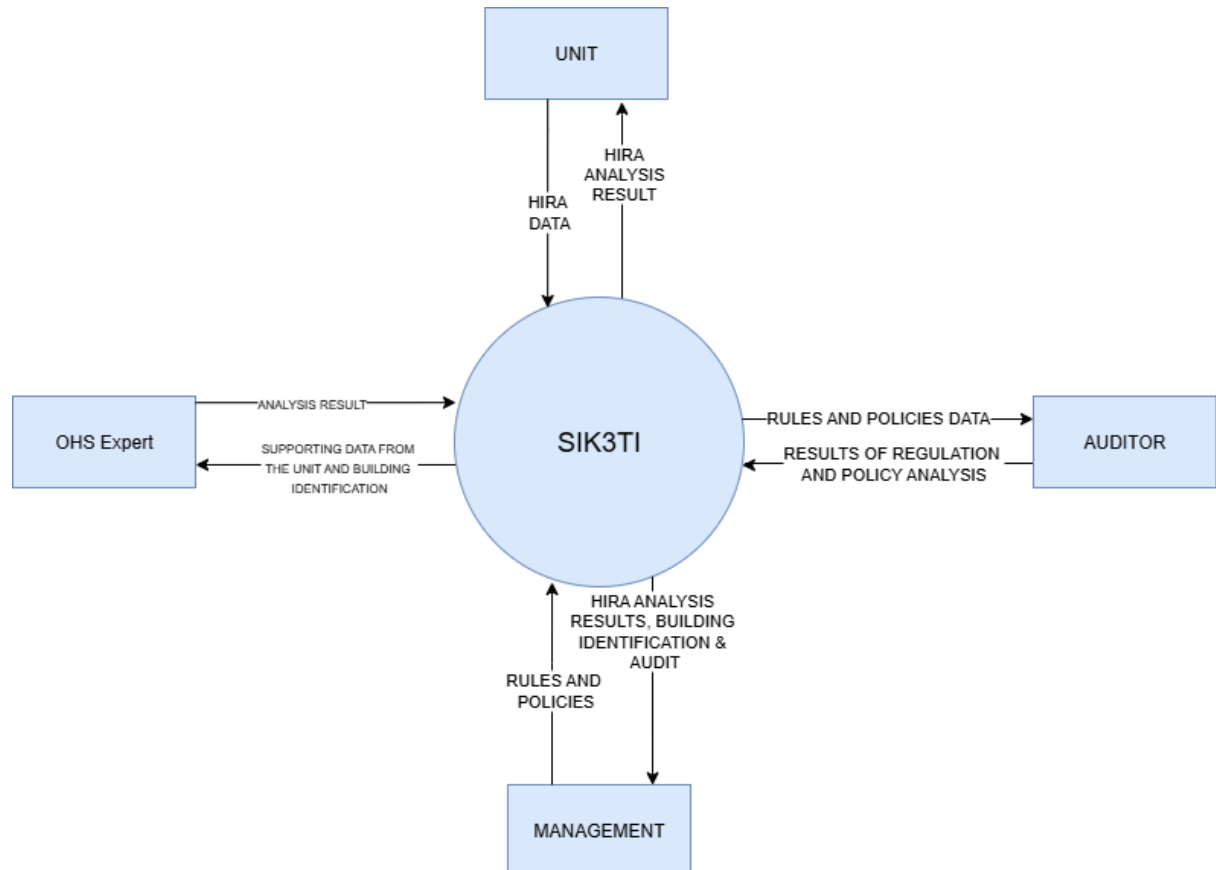 UNIT
HIRA
ANALYSIS
RESULT
HIRA
DATA
ANALYSIS RESULT
OHS Expert
SUPPORTING DATA FROM
THE UNIT AND BUILDING
IDENTIFICATION
SIK3TI
RULES AND POLICIES DATA
RESULTS OF REGULATION
AND POLICY ANALYSIS
AUDITOR
HIRA ANALYSIS
RESULTS, BUILDING
IDENTIFICATION &
AUDIT
RULES AND
POLICIES
MANAGEMENT